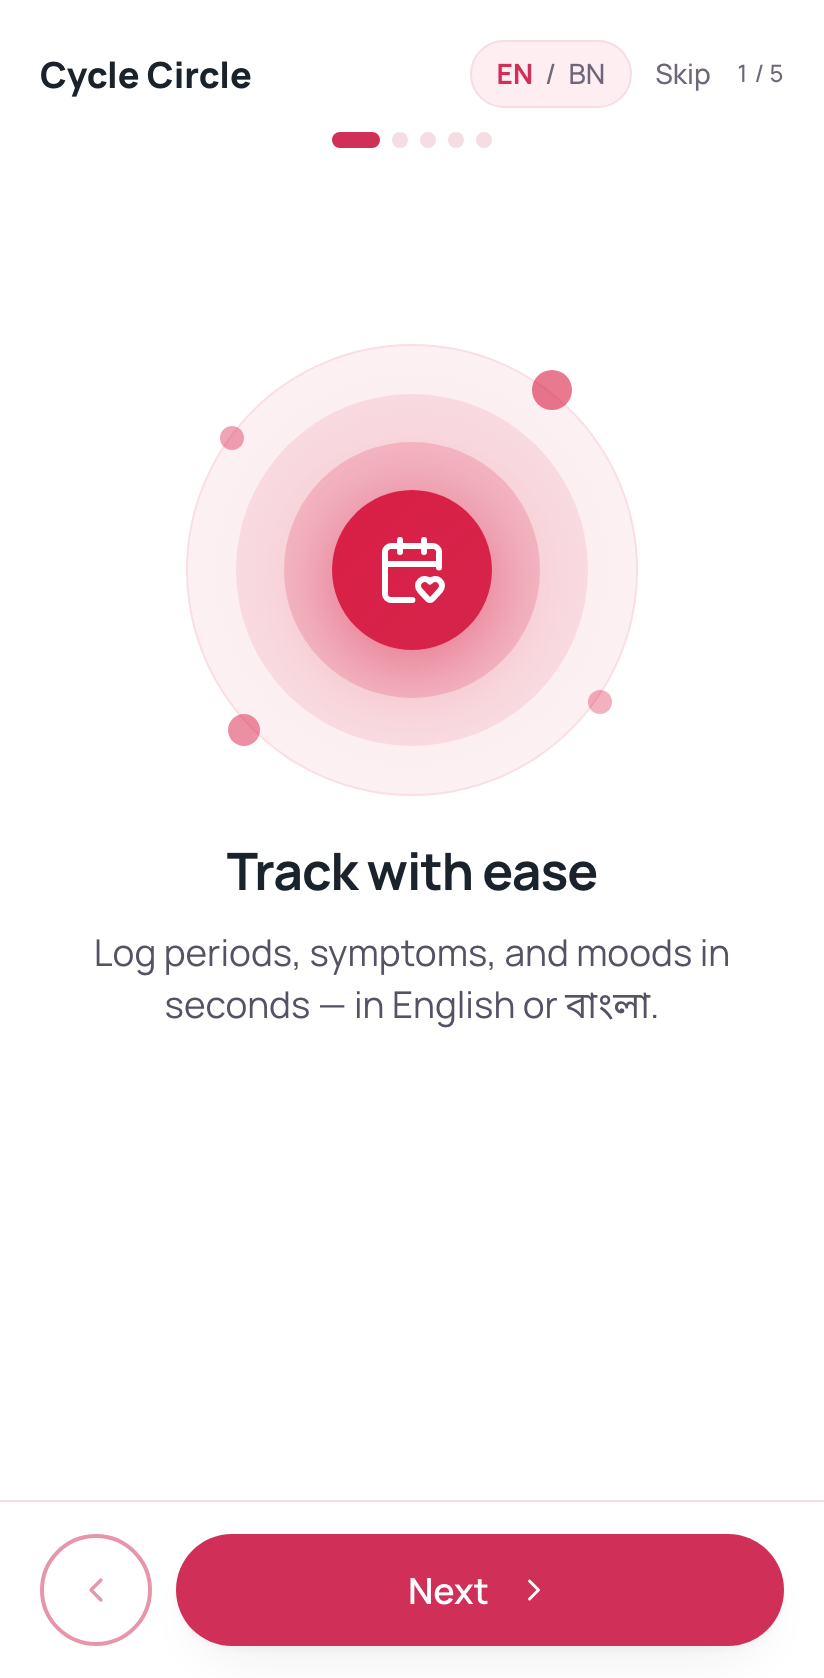 Cycle Circle
EN / BN
Skip
1 / 5
Track with ease
Log periods, symptoms, and moods in
seconds — in English or বাংলা.
Next